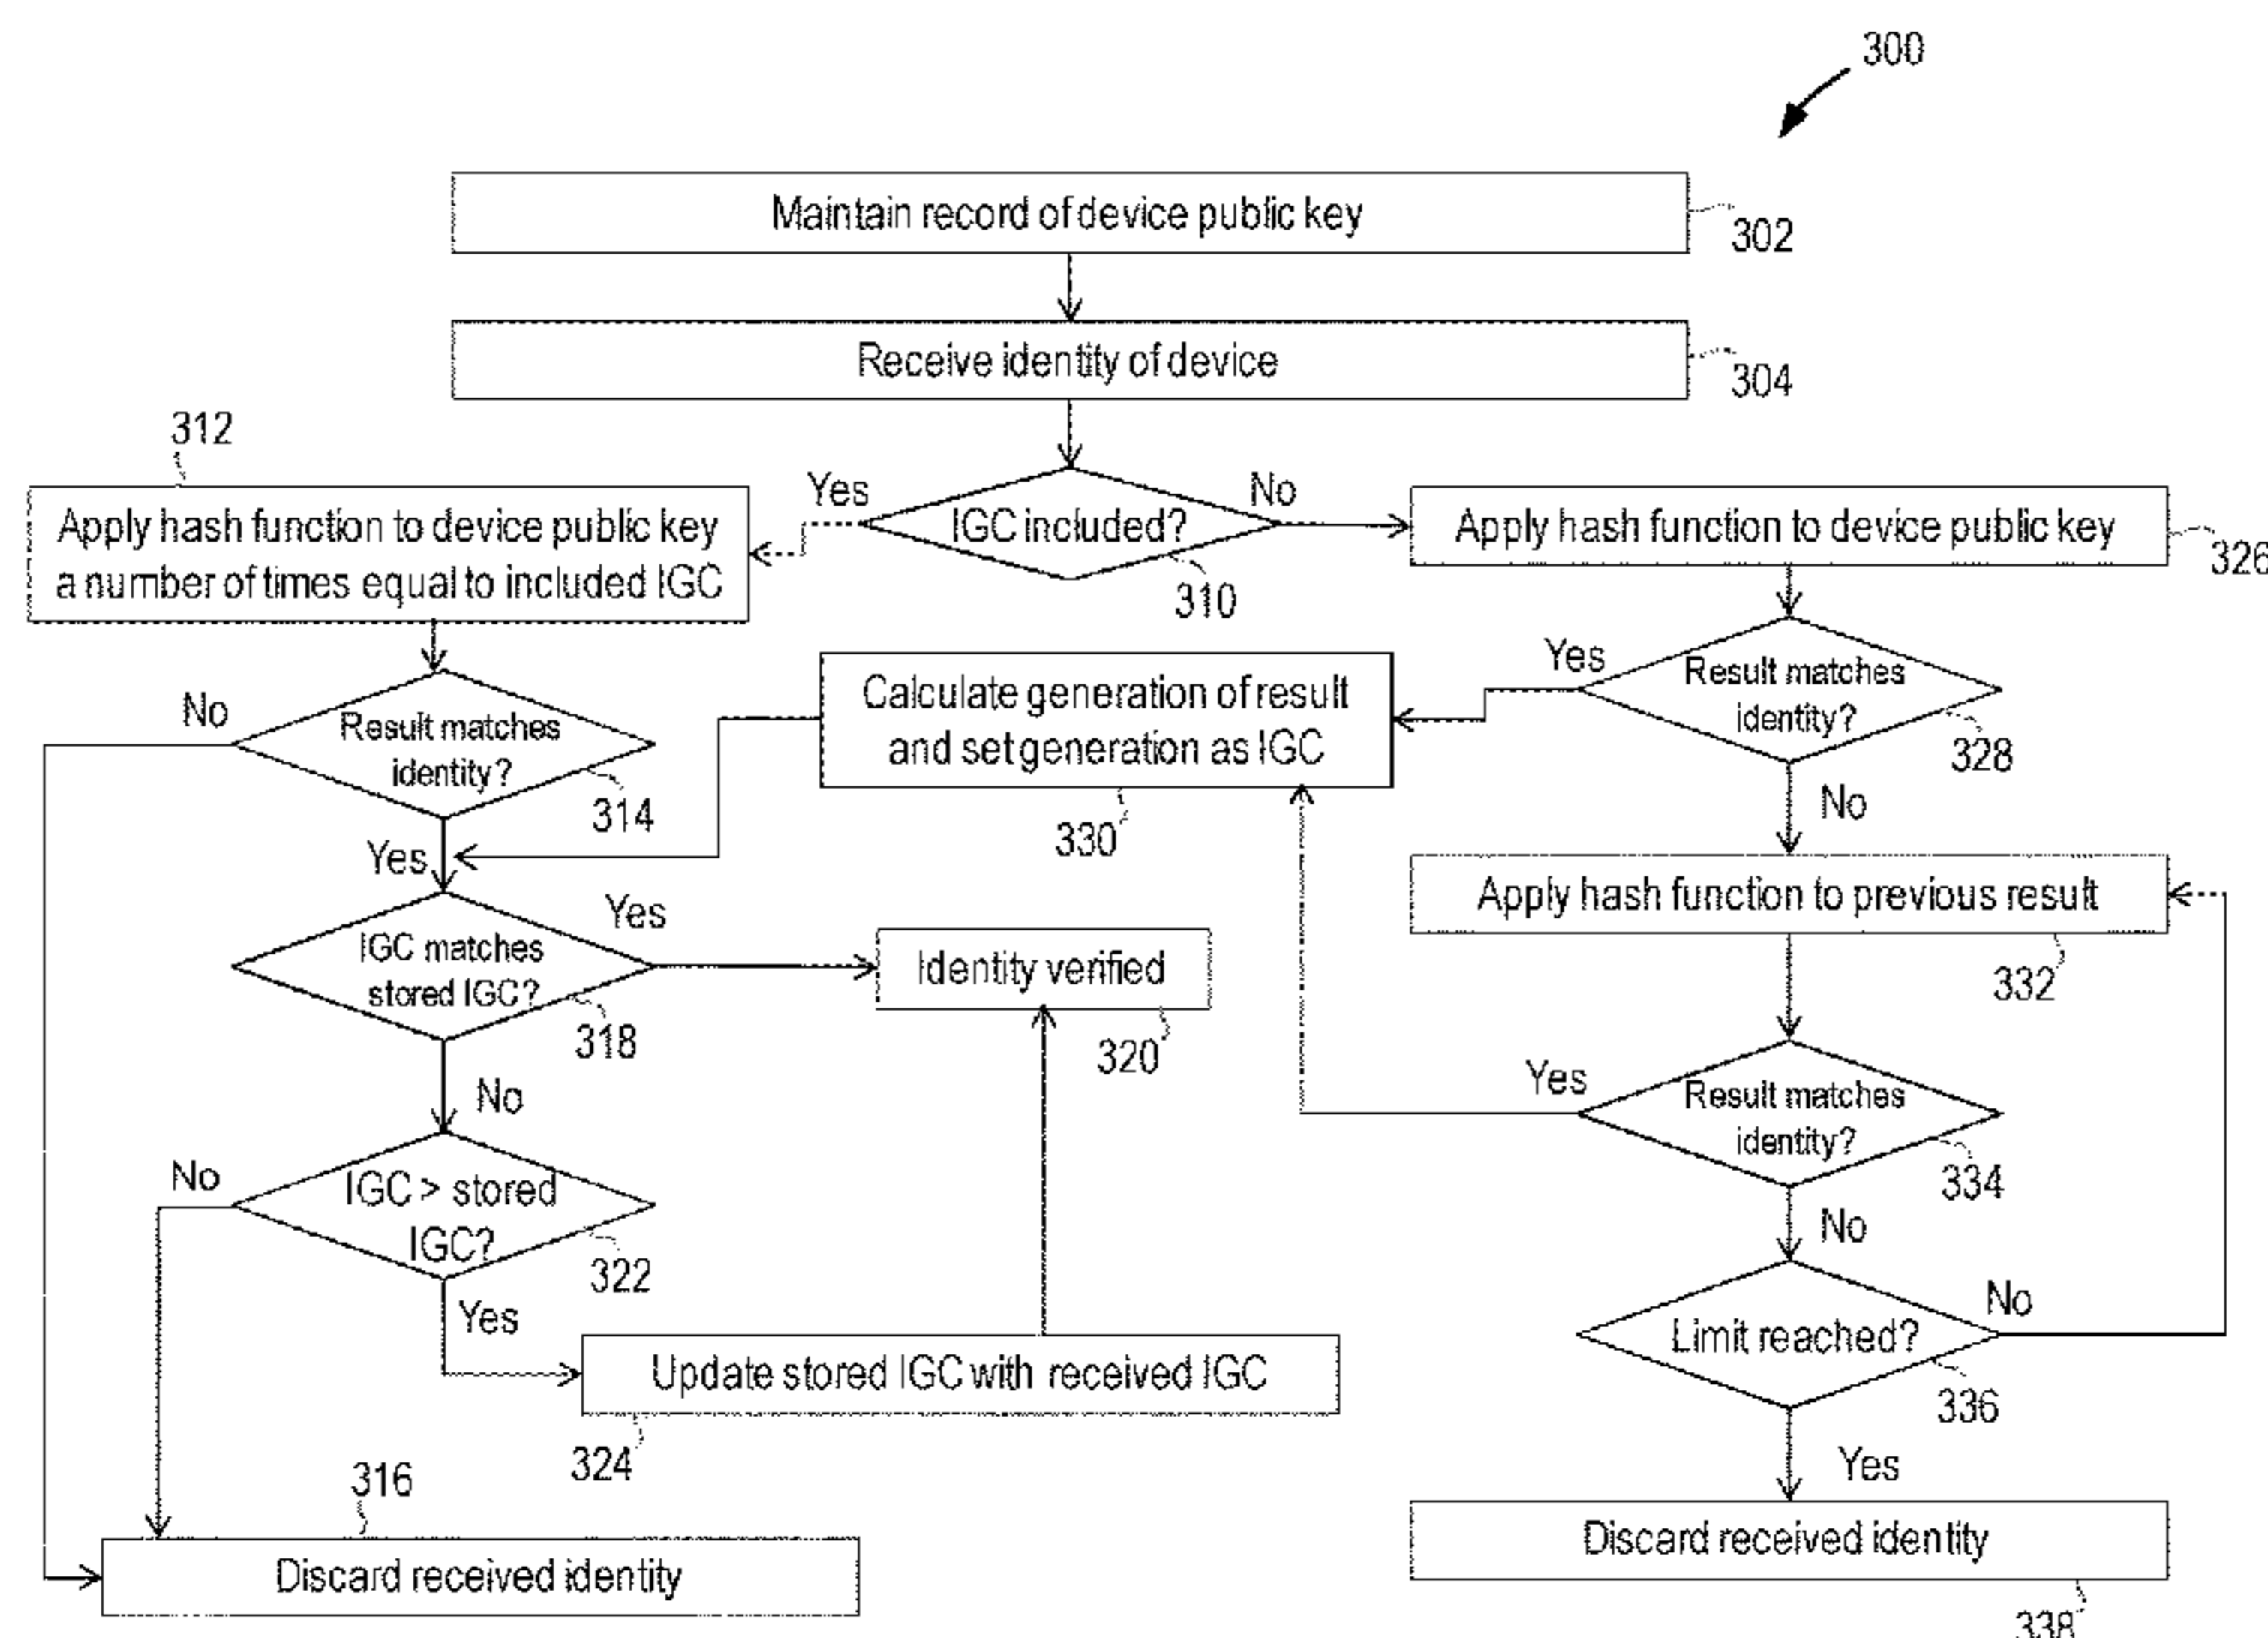 300
Maintain record of device public key
302
Receive identity of device
304
312
Yes
IGC included?
No
310
Apply hash function to device public key
a number of times equal to included IGC
Apply hash function to device public key
326
No
Result matches
identity?
314
Calculate generation of result
and set generation as IGC
330
Yes
Result matches
identity?
328
No
Yes
IGC matches
stored IGC?
318
Yes
Identity verified
320
Apply hash function to previous result
332
No
Yes
Result matches
identity?
334
No
IGC > stored
IGC?
322
No
Yes
Update stored IGC with received IGC
324
Limit reached?
336
No
Yes
316
Discard received identity
Discard received identity
338